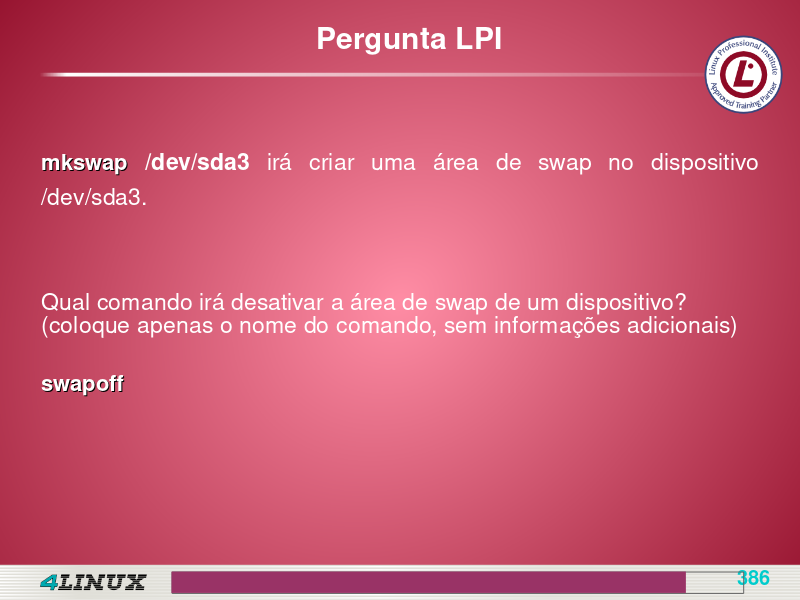 Pergunta LPI
Linux Professional Institute
Approved Training Partner
mkswap /dev/sda3 irá criar uma área de swap no dispositivo
/dev/sda3.
Qual comando irá desativar a área de swap de um dispositivo?
(coloque apenas o nome do comando, sem informações adicionais)
swapoff
4LINUX
386